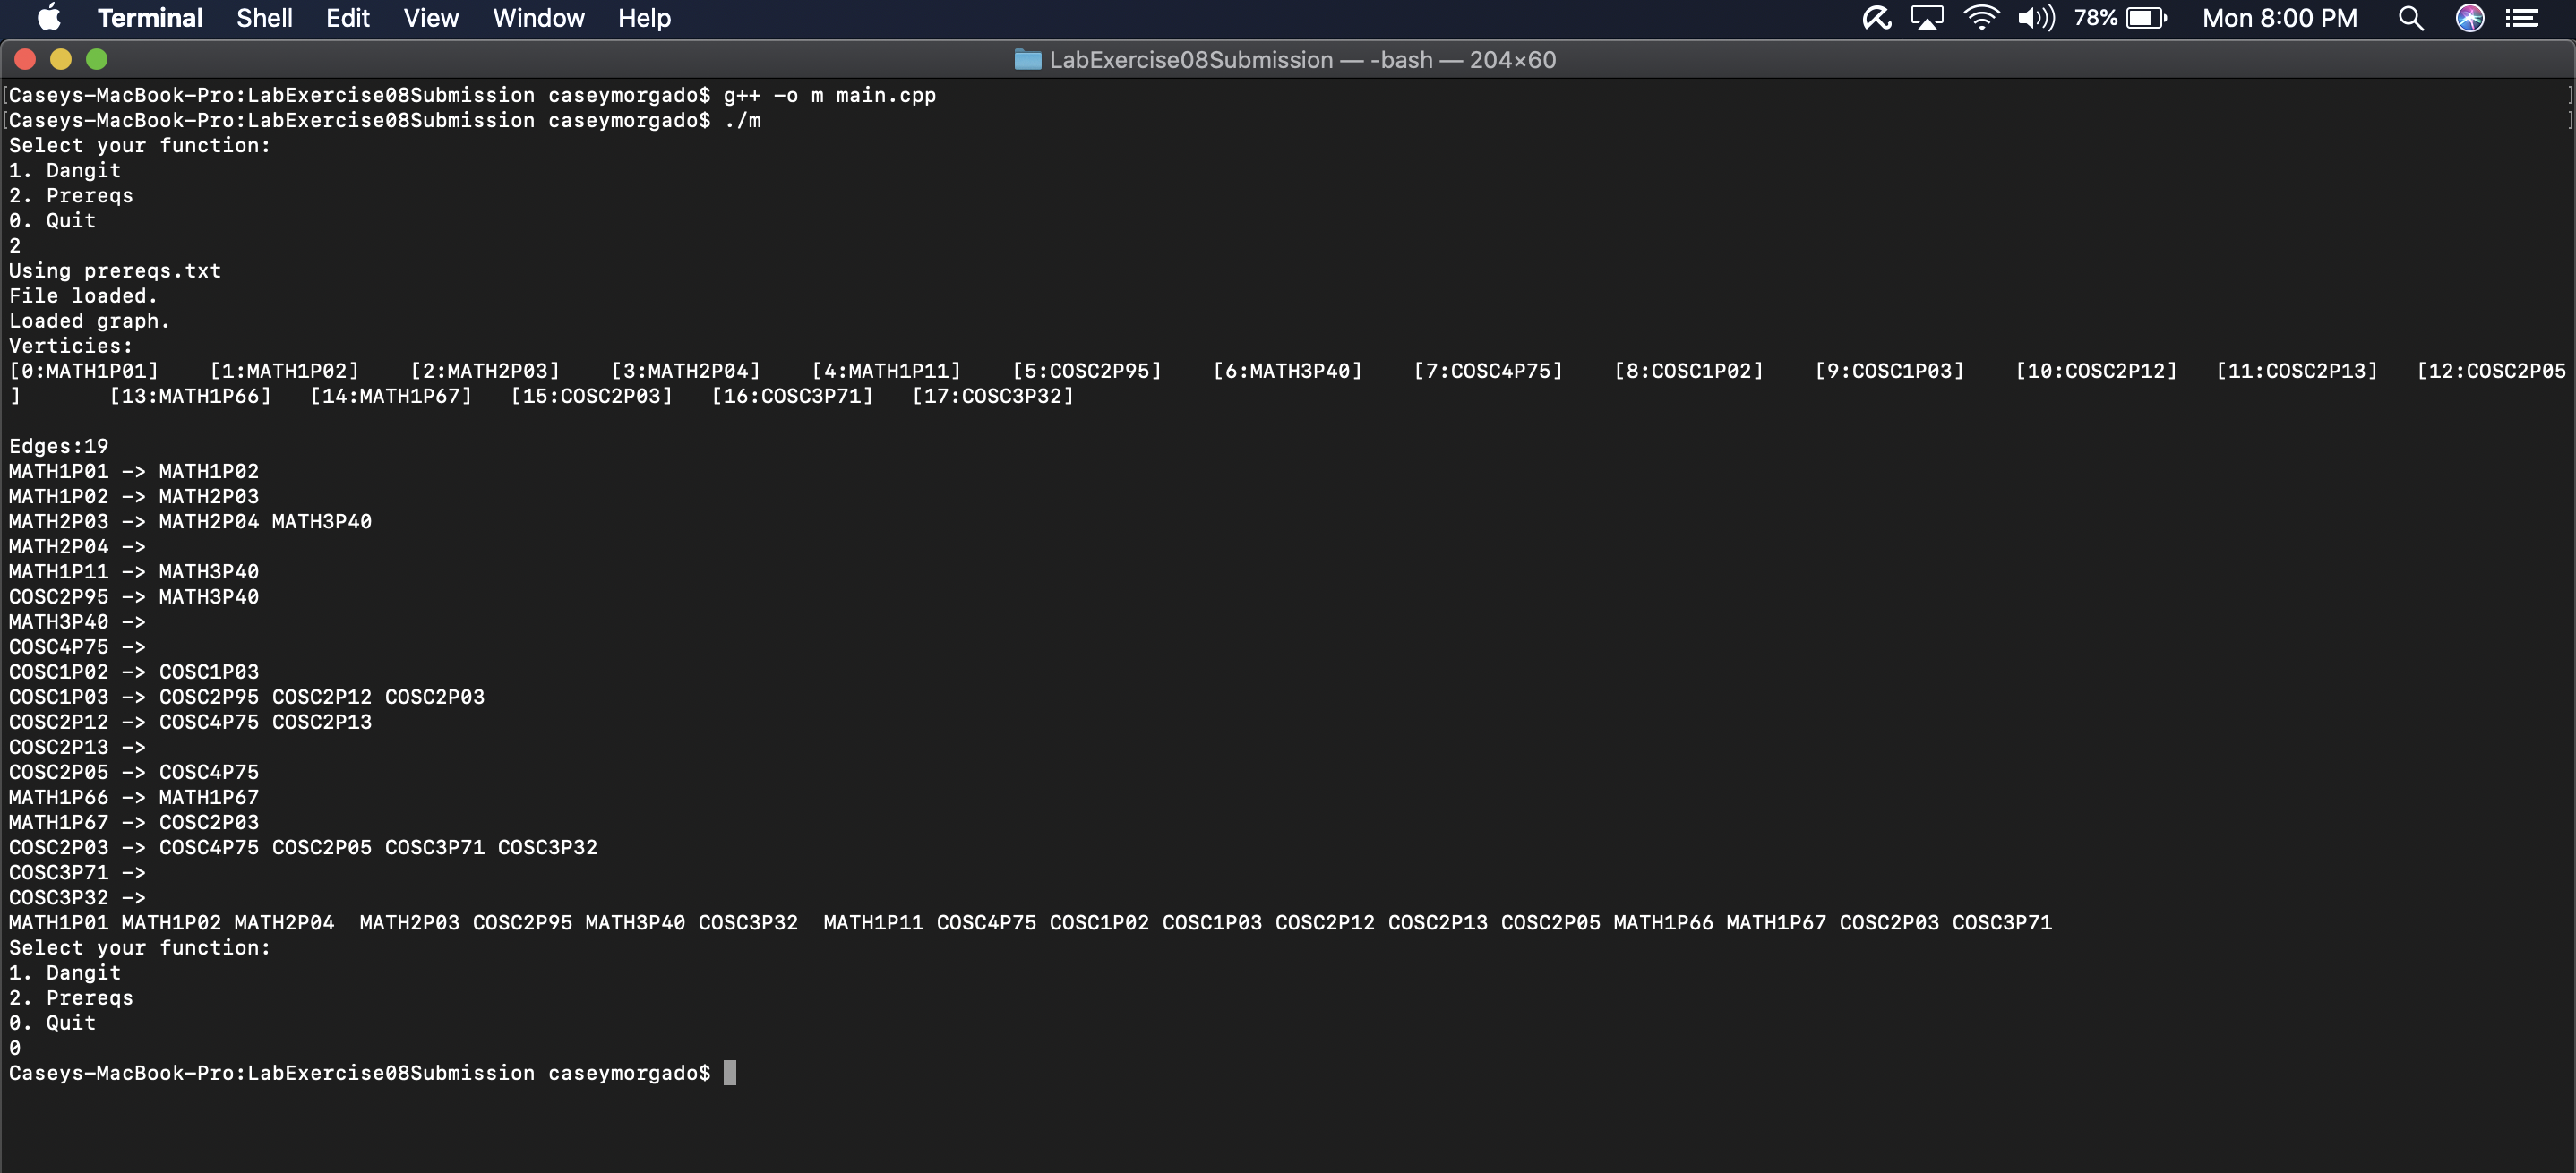 Terminal Shell Edit View Window Help 78% Mon 8:00 PM
LabExercise08Submission — -bash — 204×60
[Caseys-MacBook-Pro:LabExercise08Submission caseymorgado$ g++ -o m main.cpp ]
[Caseys-MacBook-Pro:LabExercise08Submission caseymorgado$ ./m ]
Select your function:
1. Dangit
2. Prereqs
0. Quit
2
Using prereqs.txt
File loaded.
Loaded graph.
Verticies:
[0:MATH1P01] [1:MATH1P02] [2:MATH2P03] [3:MATH2P04] [4:MATH1P11] [5:COSC2P95] [6:MATH3P40] [7:COSC4P75] [8:COSC1P02] [9:COSC1P03] [10:COSC2P12] [11:COSC2P13] [12:COSC2P05
] [13:MATH1P66] [14:MATH1P67] [15:COSC2P03] [16:COSC3P71] [17:COSC3P32]
Edges:19
MATH1P01 -> MATH1P02
MATH1P02 -> MATH2P03
MATH2P03 -> MATH2P04 MATH3P40
MATH2P04 ->
MATH1P11 -> MATH3P40
COSC2P95 -> MATH3P40
MATH3P40 ->
COSC4P75 ->
COSC1P02 -> COSC1P03
COSC1P03 -> COSC2P95 COSC2P12 COSC2P03
COSC2P12 -> COSC4P75 COSC2P13
COSC2P13 ->
COSC2P05 -> COSC4P75
MATH1P66 -> MATH1P67
MATH1P67 -> COSC2P03
COSC2P03 -> COSC4P75 COSC2P05 COSC3P71 COSC3P32
COSC3P71 ->
COSC3P32 ->
MATH1P01 MATH1P02 MATH2P04  MATH2P03 COSC2P95 MATH3P40 COSC3P32  MATH1P11 COSC4P75 COSC1P02 COSC1P03 COSC2P12 COSC2P13 COSC2P05 MATH1P66 MATH1P67 COSC2P03 COSC3P71
Select your function:
1. Dangit
2. Prereqs
0. Quit
0
Caseys-MacBook-Pro:LabExercise08Submission caseymorgado$